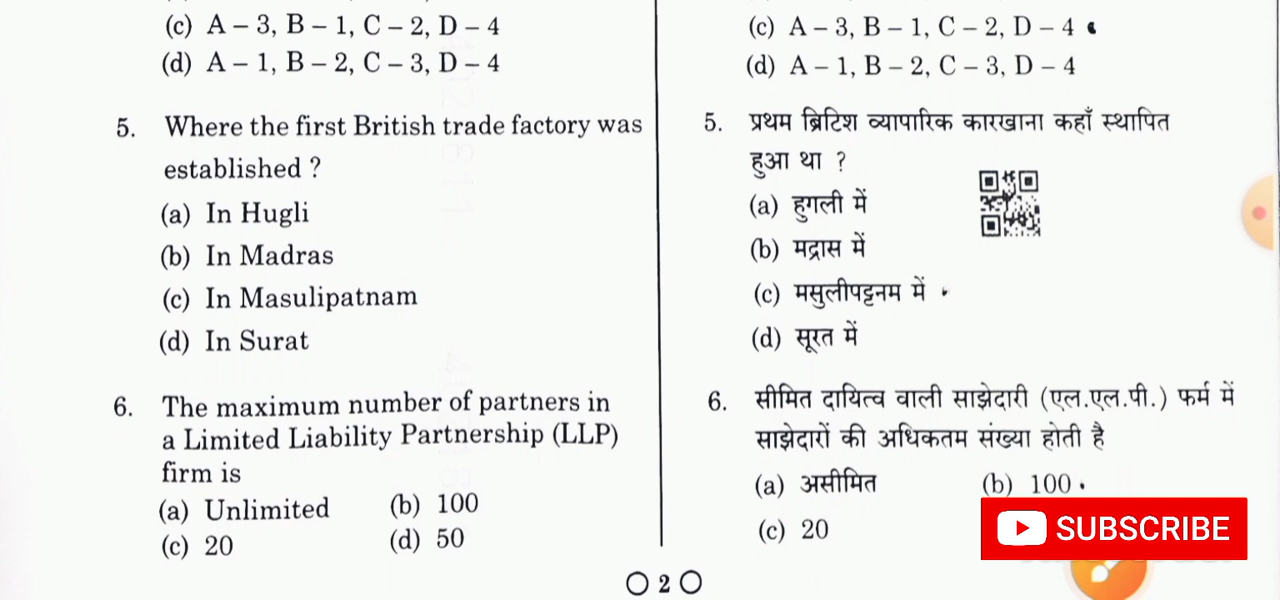 (c) A – 3, B – 1, C – 2, D – 4
(d) A – 1, B – 2, C – 3, D – 4
5. Where the first British trade factory was
established ?
(a) In Hugli
(b) In Madras
(c) In Masulipatnam
(d) In Surat
6. The maximum number of partners in
a Limited Liability Partnership (LLP)
firm is
(a) Unlimited (b) 100
(c) 20 (d) 50
(c) A – 3, B – 1, C – 2, D – 4
(d) A – 1, B – 2, C – 3, D – 4
5. प्रथम ब्रिटिश व्यापारिक कारखाना कहाँ स्थापित
हुआ था ?
(a) हुगली में
(b) मद्रास में
(c) मसुलीपट्टनम में
(d) सूरत में
6. सीमित दायित्व वाली साझेदारी (एल.एल.पी.) फर्म में
साझेदारों की अधिकतम संख्या होती है
(a) असीमित (b) 100
(c) 20
SUBSCRIBE
2